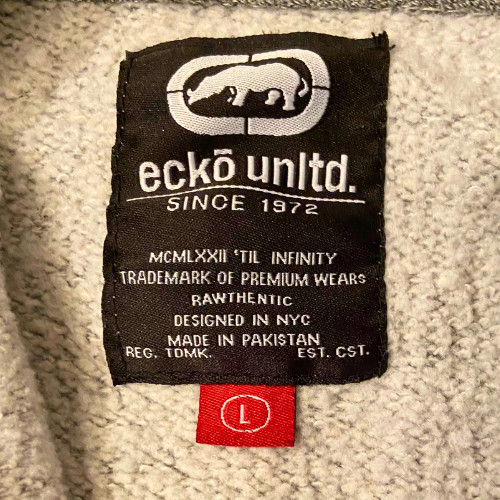 eckō unltd.
SINCE 1972
MCMLXXII 'TIL INFINITY
TRADEMARK OF PREMIUM WEARS
RAWTHENTIC
DESIGNED IN NYC
MADE IN PAKISTAN
REG. TDMK. EST. CST.
L